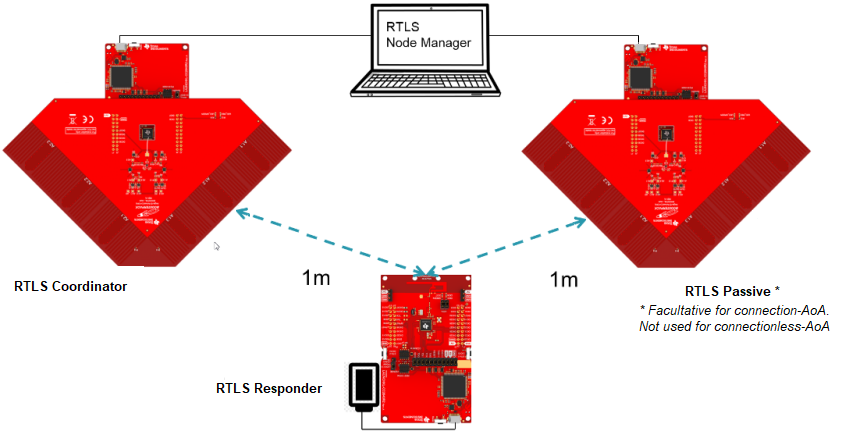 RTLS
Node Manager
1m
1m
RTLS Coordinator
RTLS Passive *
* Facultative for connection-AoA.
Not used for connectionless-AoA
RTLS Responder